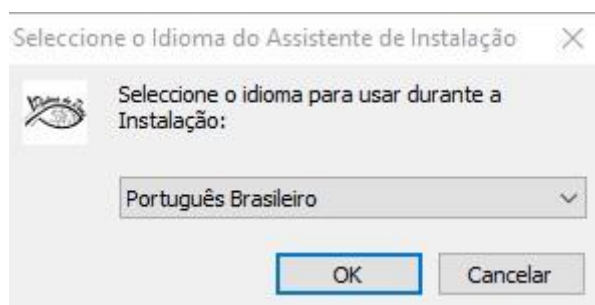 Seleccione o Idioma do Assistente de Instalação
Seleccione o idioma para usar durante a
Instalação:
Português Brasileiro
OK
Cancelar